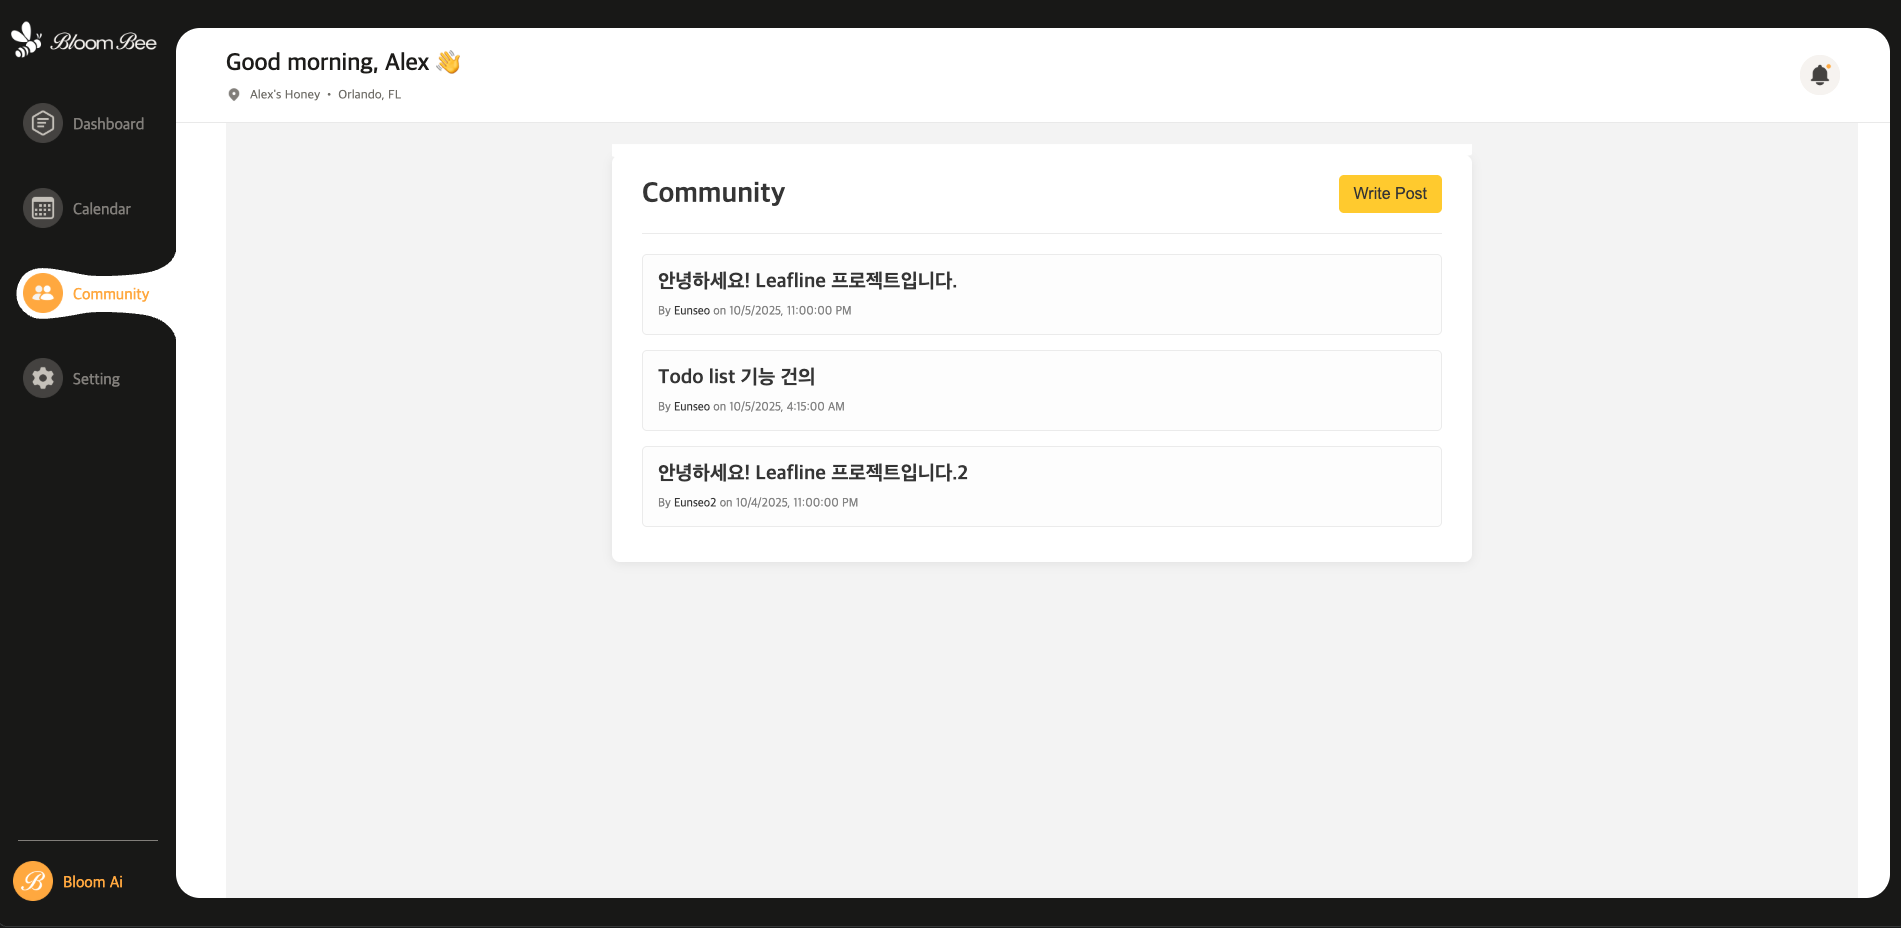 Bloom Bee
Good morning, Alex 👋
Alex's Honey • Orlando, FL
Dashboard
Calendar
Community
Setting
Community
Write Post
안녕하세요! Leafline 프로젝트입니다.
By Eunseo on 10/5/2025, 11:00:00 PM
Todo list 기능 건의
By Eunseo on 10/5/2025, 4:15:00 AM
안녕하세요! Leafline 프로젝트입니다.2
By Eunseo2 on 10/4/2025, 11:00:00 PM
B
Bloom Ai